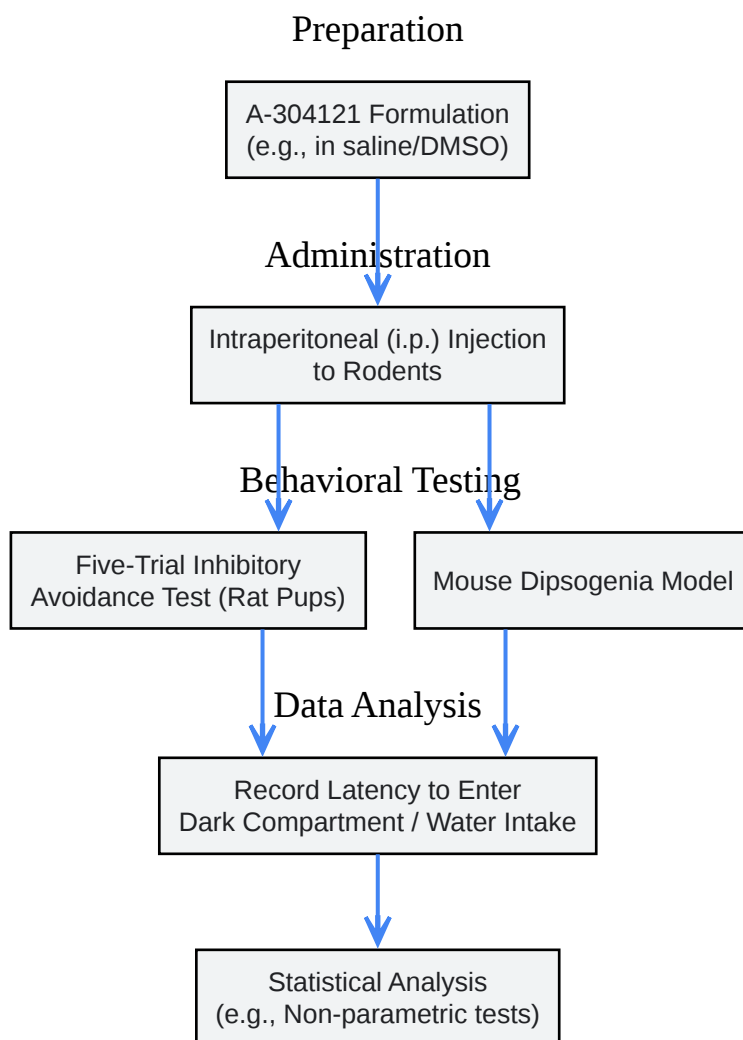 Preparation
A-304121 Formulation
(e.g., in saline/DMSO)
Administration
Intraperitoneal (i.p.) Injection
to Rodents
Behavioral Testing
Five-Trial Inhibitory
Avoidance Test (Rat Pups)
Mouse Dipsogenia Model
Data Analysis
Record Latency to Enter
Dark Compartment / Water Intake
Statistical Analysis
(e.g., Non-parametric tests)